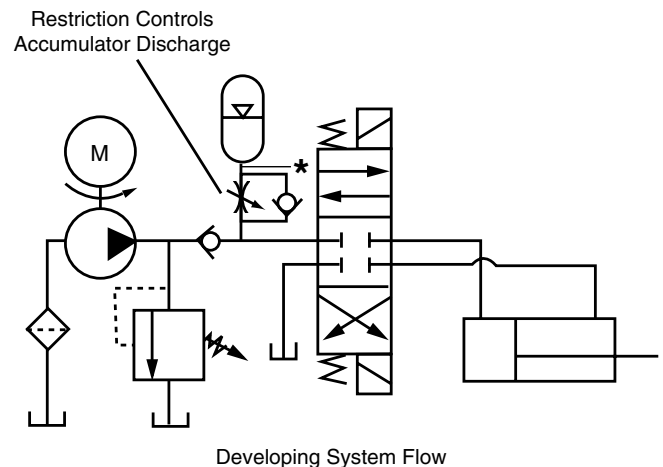 Restriction Controls
Accumulator Discharge
M
*
Developing System Flow